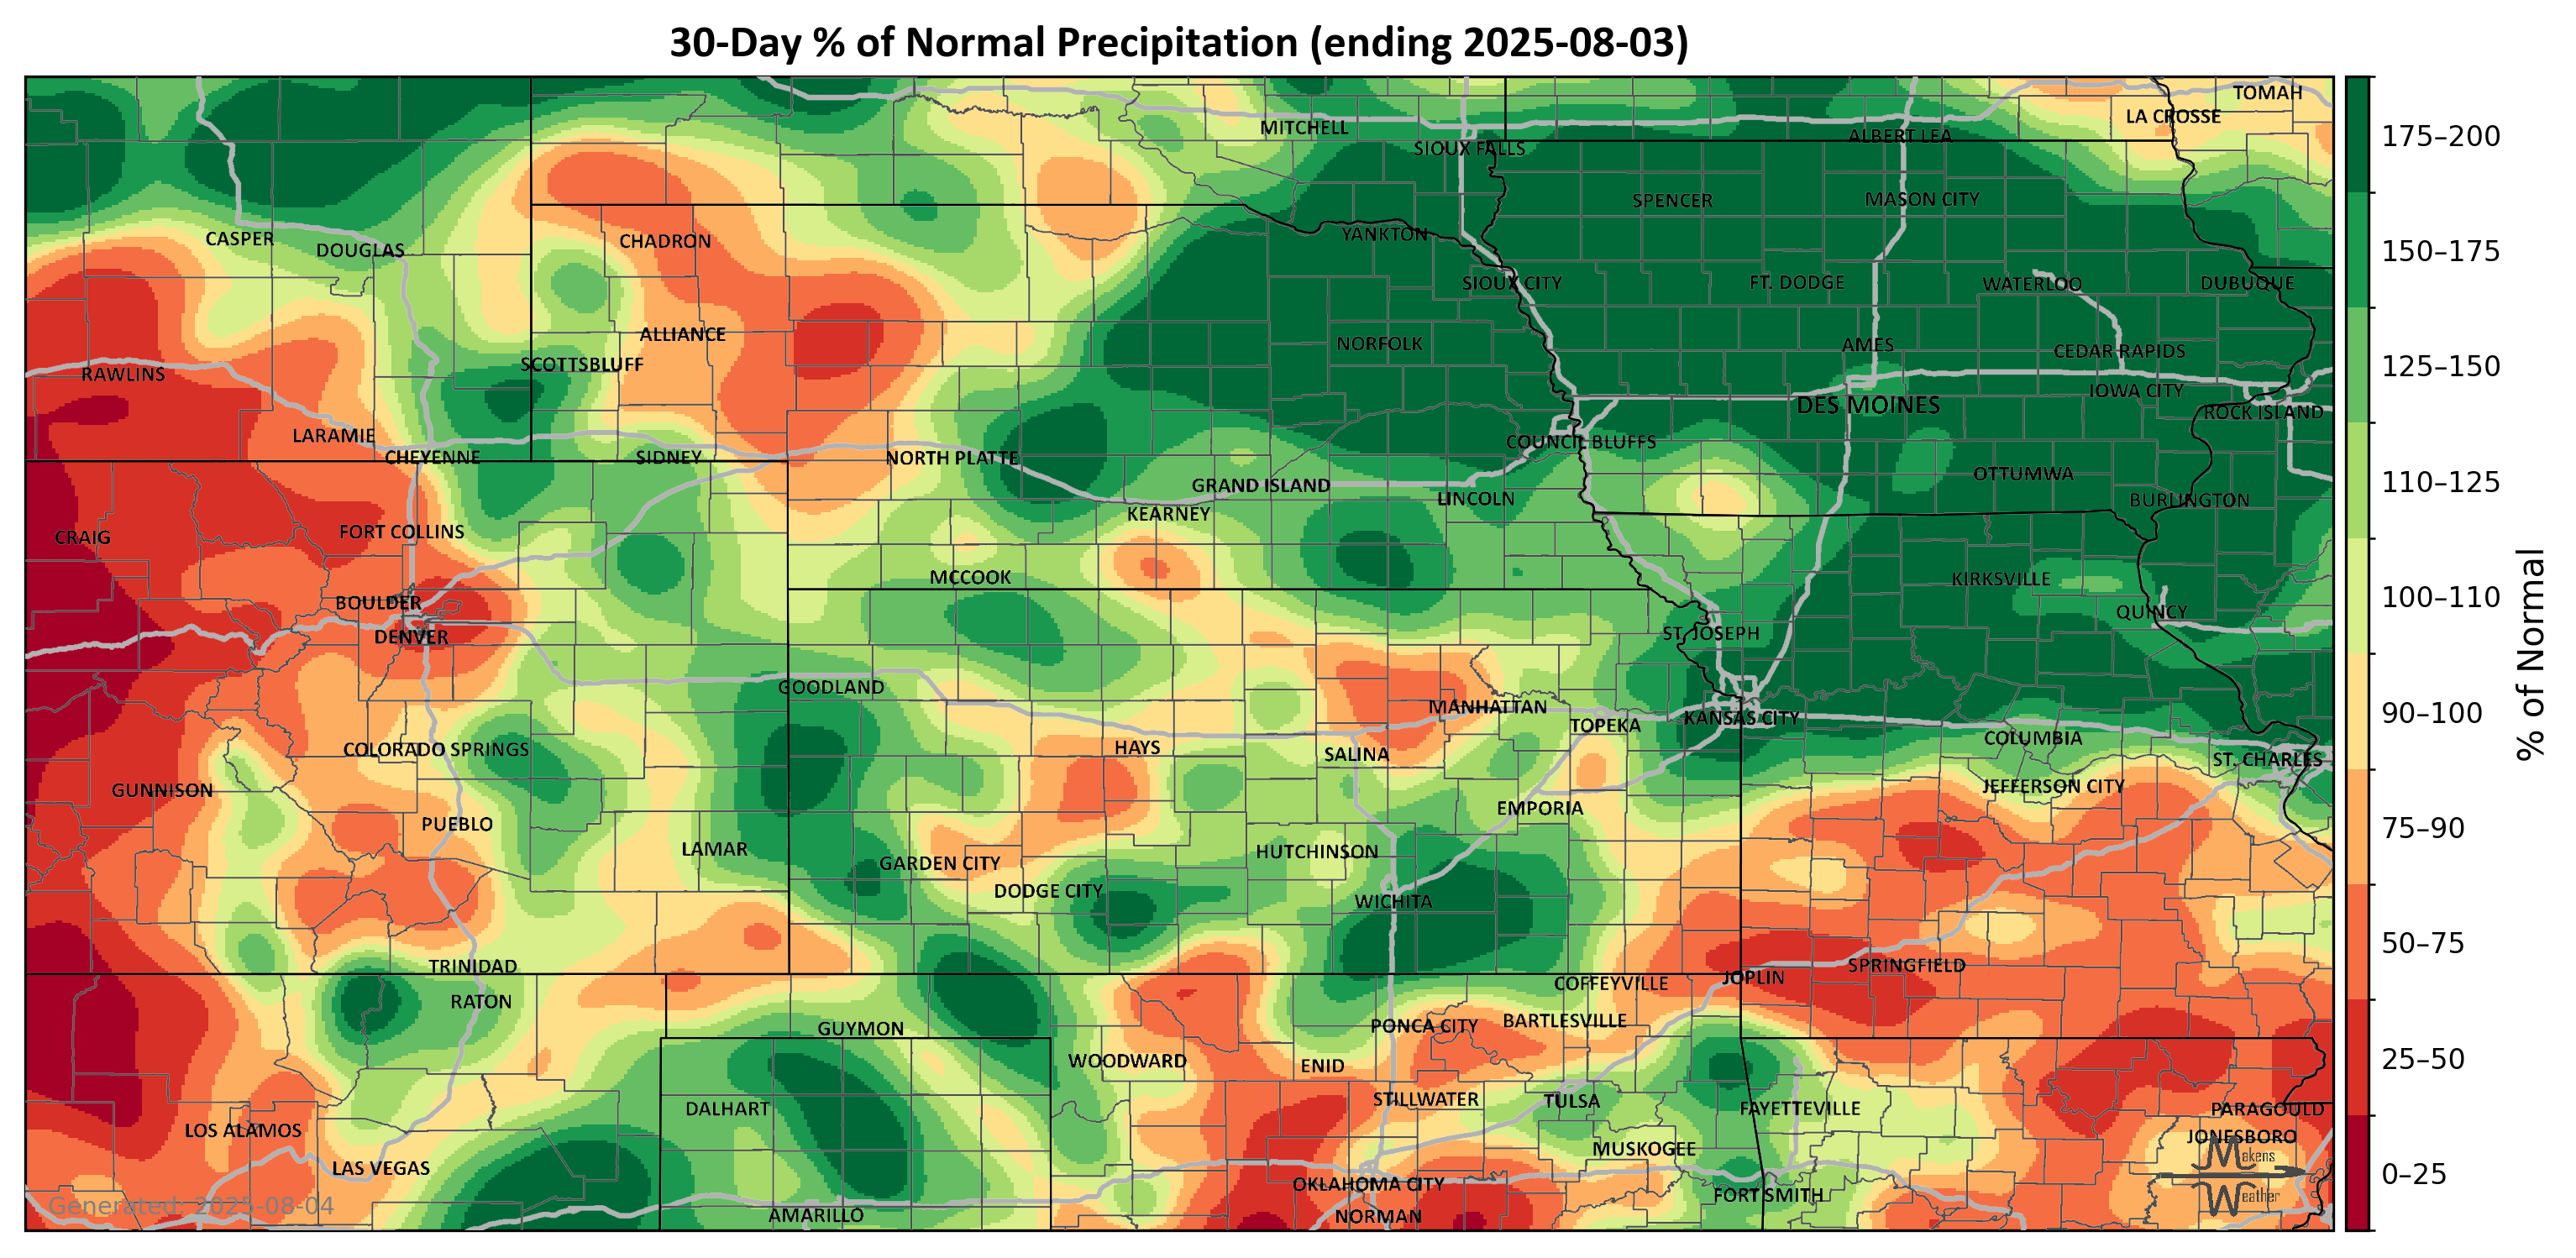 30-Day % of Normal Precipitation (ending 2025-08-03)
TOMAH
LA CROSSE
MITCHELL
ALBERT LEA
SIOUX FALLS
SPENCER
MASON CITY
YANKTON
CASPER
DOUGLAS
CHADRON
SIOUX CITY
FT. DODGE
WATERLOO
DUBUQUE
ALLIANCE
NORFOLK
AMES
CEDAR RAPIDS
SCOTTSBLUFF
RAWLINS
IOWA CITY
DES MOINES
ROCK ISLAND
LARAMIE
COUNCIL BLUFFS
CHEYENNE
SIDNEY
NORTH PLATTE
OTTUMWA
GRAND ISLAND
LINCOLN
BURLINGTON
KEARNEY
FORT COLLINS
CRAIG
MCCOOK
KIRKSVILLE
BOULDER
QUINCY
DENVER
ST. JOSEPH
GOODLAND
MANHATTAN
KANSAS CITY
TOPEKA
COLUMBIA
COLORADO SPRINGS
HAYS
SALINA
ST. CHARLES
GUNNISON
JEFFERSON CITY
EMPORIA
PUEBLO
LAMAR
HUTCHINSON
GARDEN CITY
DODGE CITY
WICHITA
TRINIDAD
SPRINGFIELD
JOPLIN
COFFEYVILLE
RATON
GUYMON
PONCA CITY
BARTLESVILLE
WOODWARD
ENID
STILLWATER
TULSA
DALHART
FAYETTEVILLE
PARAGOULD
LOS ALAMOS
JONESBORO
MUSKOGEE
LAS VEGAS
OKLAHOMA CITY
FORT SMITH
AMARILLO
NORMAN
Makens
Weather
Generated: 2025-08-04
175–200
150–175
125–150
110–125
100–110
90–100
75–90
50–75
25–50
0–25
% of Normal